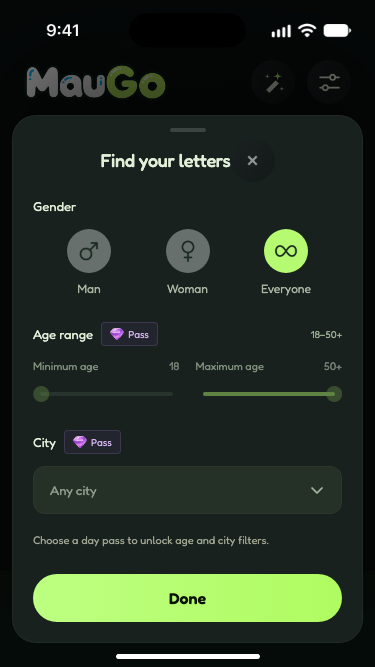 9:41
MauGo
Find your letters
Gender
Man Woman Everyone
Age range Pass 18–50+
Minimum age 18 Maximum age 50+
City Pass
Any city
Choose a day pass to unlock age and city filters.
Done